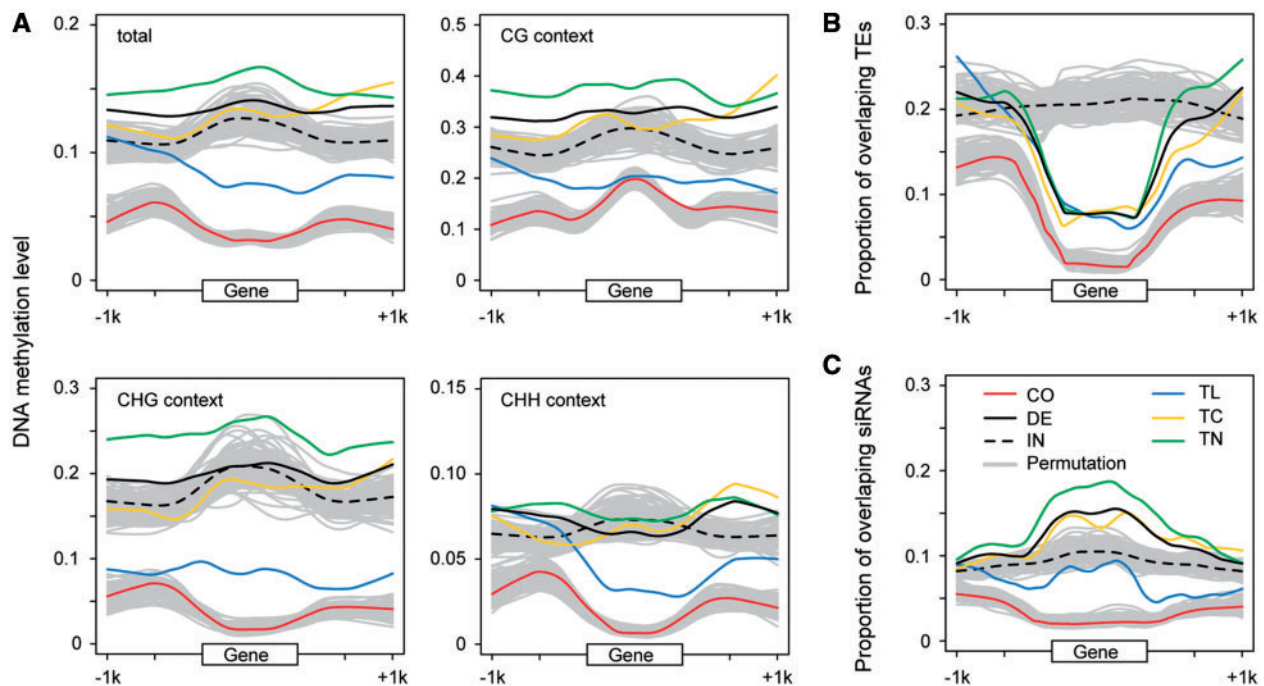 A
DNA methylation level
total
0.2
0.1
0
Gene
-1k
+1k
CG context
0.5
0.4
0.3
0.2
0.1
0
Gene
-1k
+1k
CHG context
0.3
0.2
0.1
0
Gene
-1k
+1k
CHH context
0.15
0.10
0.05
0
Gene
-1k
+1k
B
Proportion of overlaping TEs
0.3
0.2
0.1
0
Gene
-1k
+1k
C
Proportion of overlaping siRNAs
0.3
0.2
0.1
0
CO
DE
IN
Permutation
TL
TC
TN
Gene
-1k
+1k